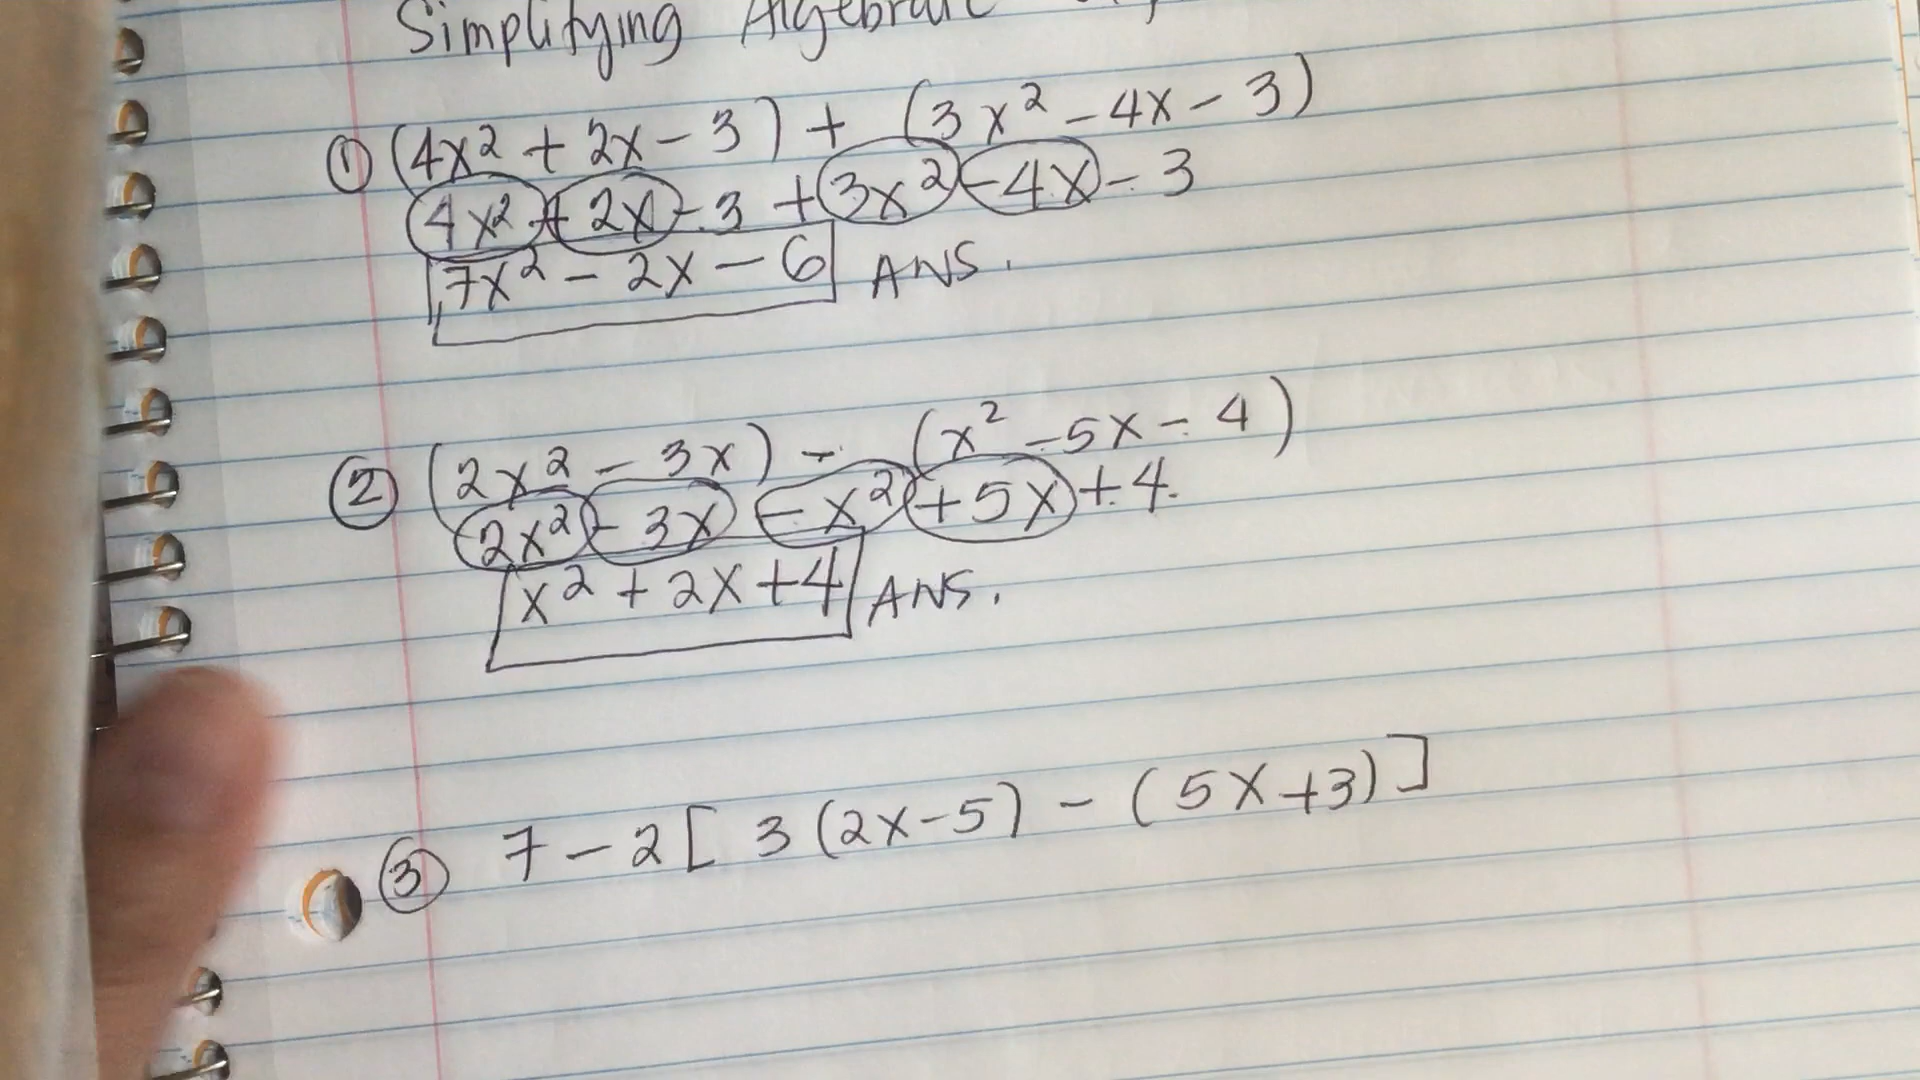 Simplifying Algebraic
① (4x² + 2x - 3) + (3x² - 4x - 3)
4x² + 2x - 3 + 3x² - 4x - 3
7x² - 2x - 6 ANS.
② (2x² - 3x) - (x² - 5x - 4)
2x² - 3x - x² + 5x + 4
x² + 2x + 4 ANS.
③ 7 - 2[3(2x - 5) - (5x + 3)]